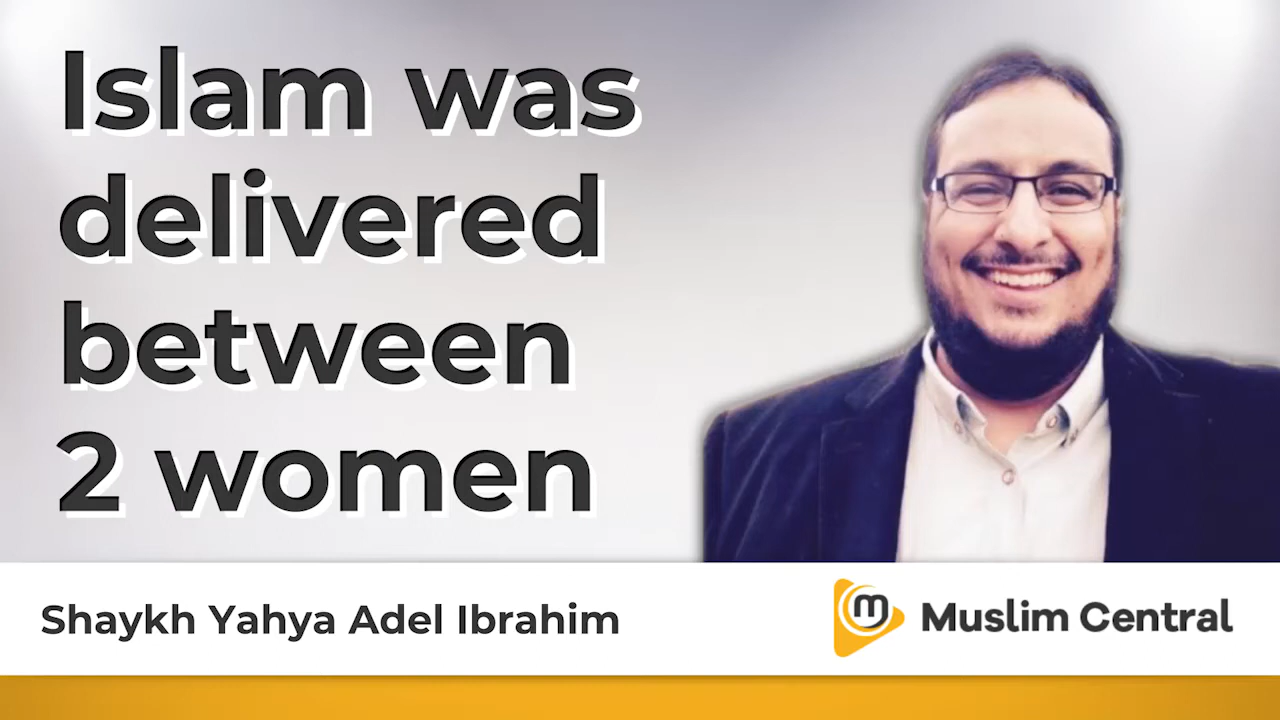 Islam was
delivered
between
2 women
Shaykh Yahya Adel Ibrahim
m Muslim Central